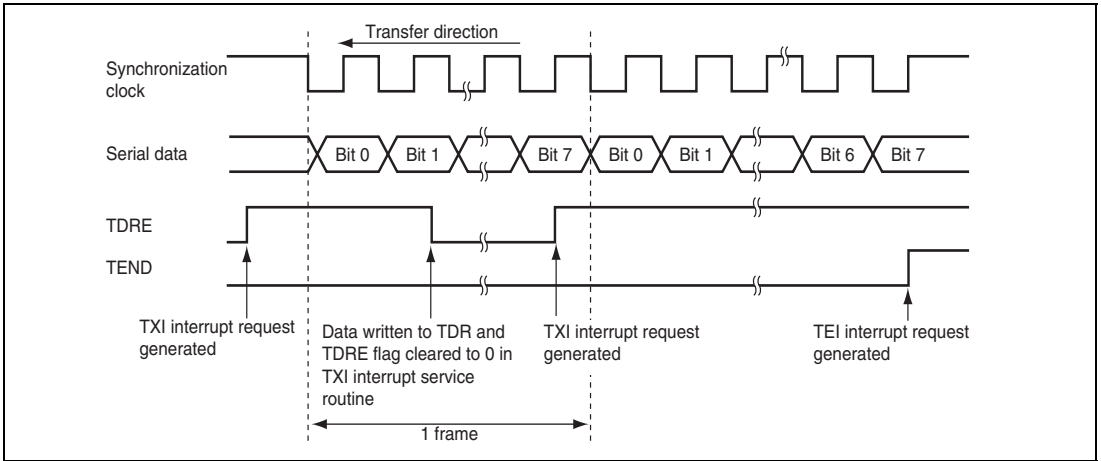 Transfer direction
Synchronization
clock
Serial data
Bit 0 Bit 1 Bit 7 Bit 0 Bit 1 Bit 6 Bit 7
TDRE
TEND
TXI interrupt request
generated
Data written to TDR and
TDRE flag cleared to 0 in
TXI interrupt service
routine
TXI interrupt request
generated
TEI interrupt request
generated
1 frame